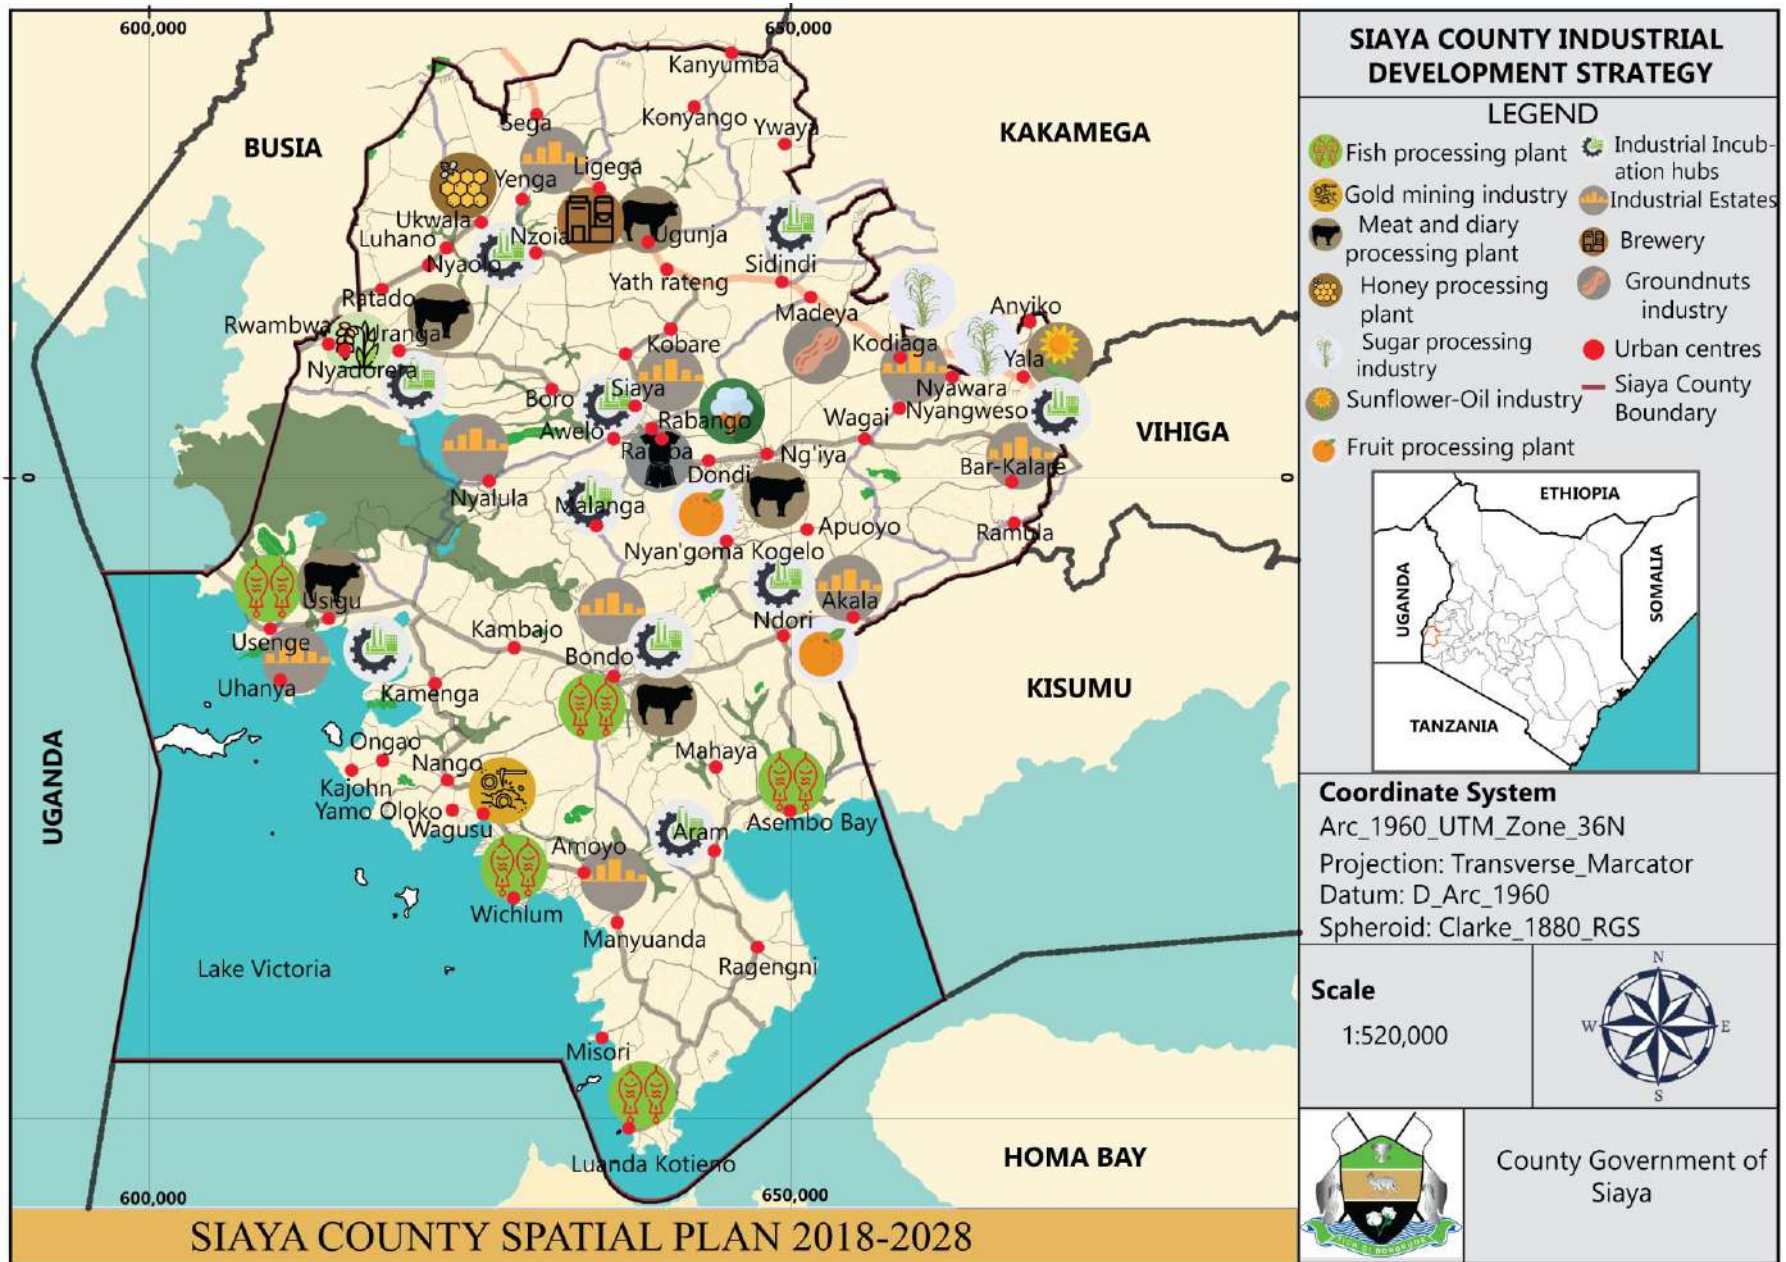 600,000
650,000
Kanyumba
Sega
Konyango
Ywaya
KAKAMEGA
BUSIA
Ligega
Yenga
Ukwala
Luhano
Nzoia
Ugunja
Nyaolo
Sidindi
Yath rateng
Ratado
Madeya
Anyiko
Rwambwa
Uranga
Kobare
Kodiaga
Yala
Nyadorera
Siaya
Nyawara
Boro
Nyangweso
Wagai
Rabango
Awelo
VIHIGA
Ng'iya
Dondi
Bar-Kalare
0
0
Nyalula
Malanga
Apuoyo
Ramula
Nyan'goma Kogelo
Usigu
Akala
Ndori
Usenge
Kambajo
Bondo
Uhanya
Kamenga
KISUMU
UGANDA
Ongao
Mahaya
Nango
Kajohn
Yamo Oloko
Wagusu
Asembo Bay
Aram
Amoyo
Wichlum
Manyuanda
Lake Victoria
Ragengni
Misori
HOMA BAY
Luanda Kotieno
600,000
650,000
SIAYA COUNTY SPATIAL PLAN 2018-2028
SIAYA COUNTY INDUSTRIAL
DEVELOPMENT STRATEGY
LEGEND
Fish processing plant
Gold mining industry
Meat and diary
processing plant
Honey processing
plant
Sugar processing
industry
Sunflower-Oil industry
Fruit processing plant
Industrial Incub-
ation hubs
Industrial Estates
Brewery
Groundnuts
industry
Urban centres
Siaya County
Boundary
ETHIOPIA
UGANDA
SOMALIA
TANZANIA
Coordinate System
Arc_1960_UTM_Zone_36N
Projection: Transverse_Marcator
Datum: D_Arc_1960
Spheroid: Clarke_1880_RGS
Scale
1:520,000
N
W
E
S
County Government of
Siaya